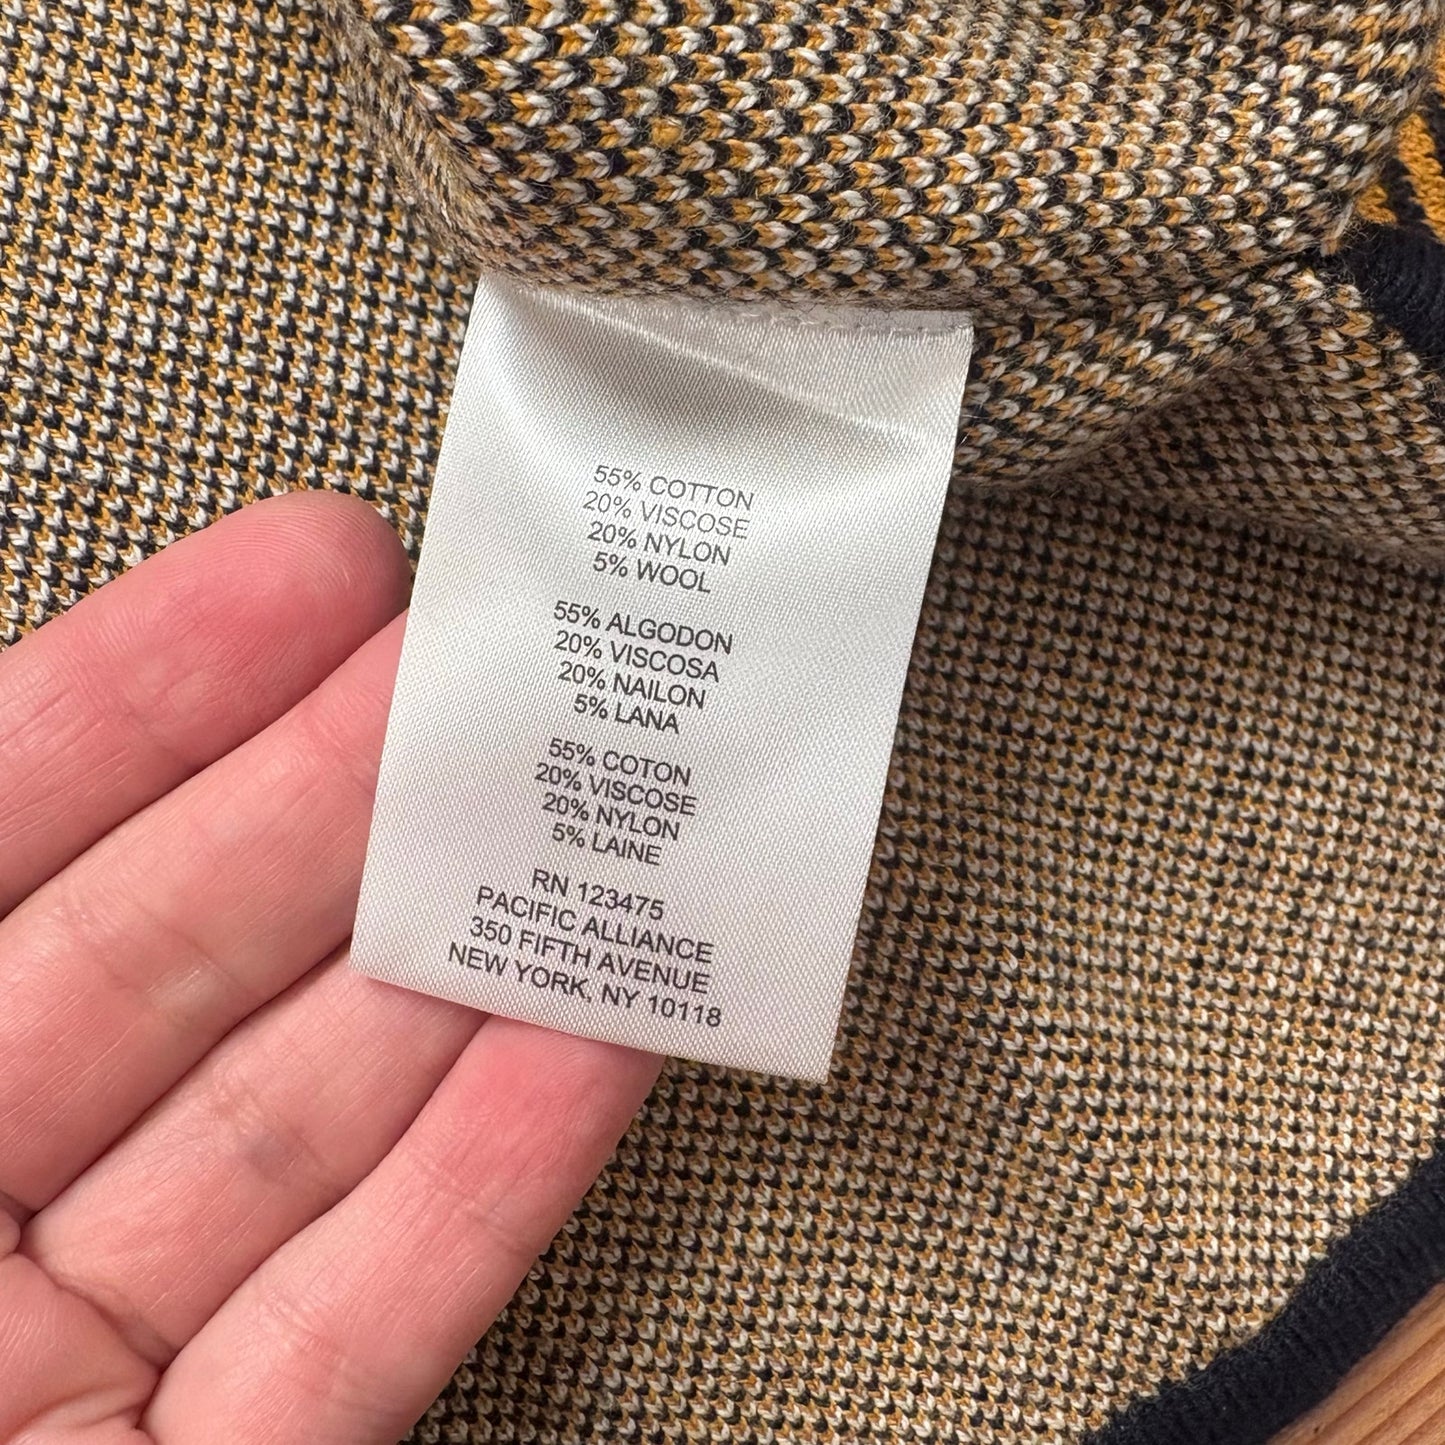 55% COTTON
20% VISCOSE
20% NYLON
5% WOOL
55% ALGODON
20% VISCOSA
20% NAILON
5% LANA
55% COTON
20% VISCOSE
20% NYLON
5% LAINE
RN 123475
PACIFIC ALLIANCE
350 FIFTH AVENUE
NEW YORK, NY 10118